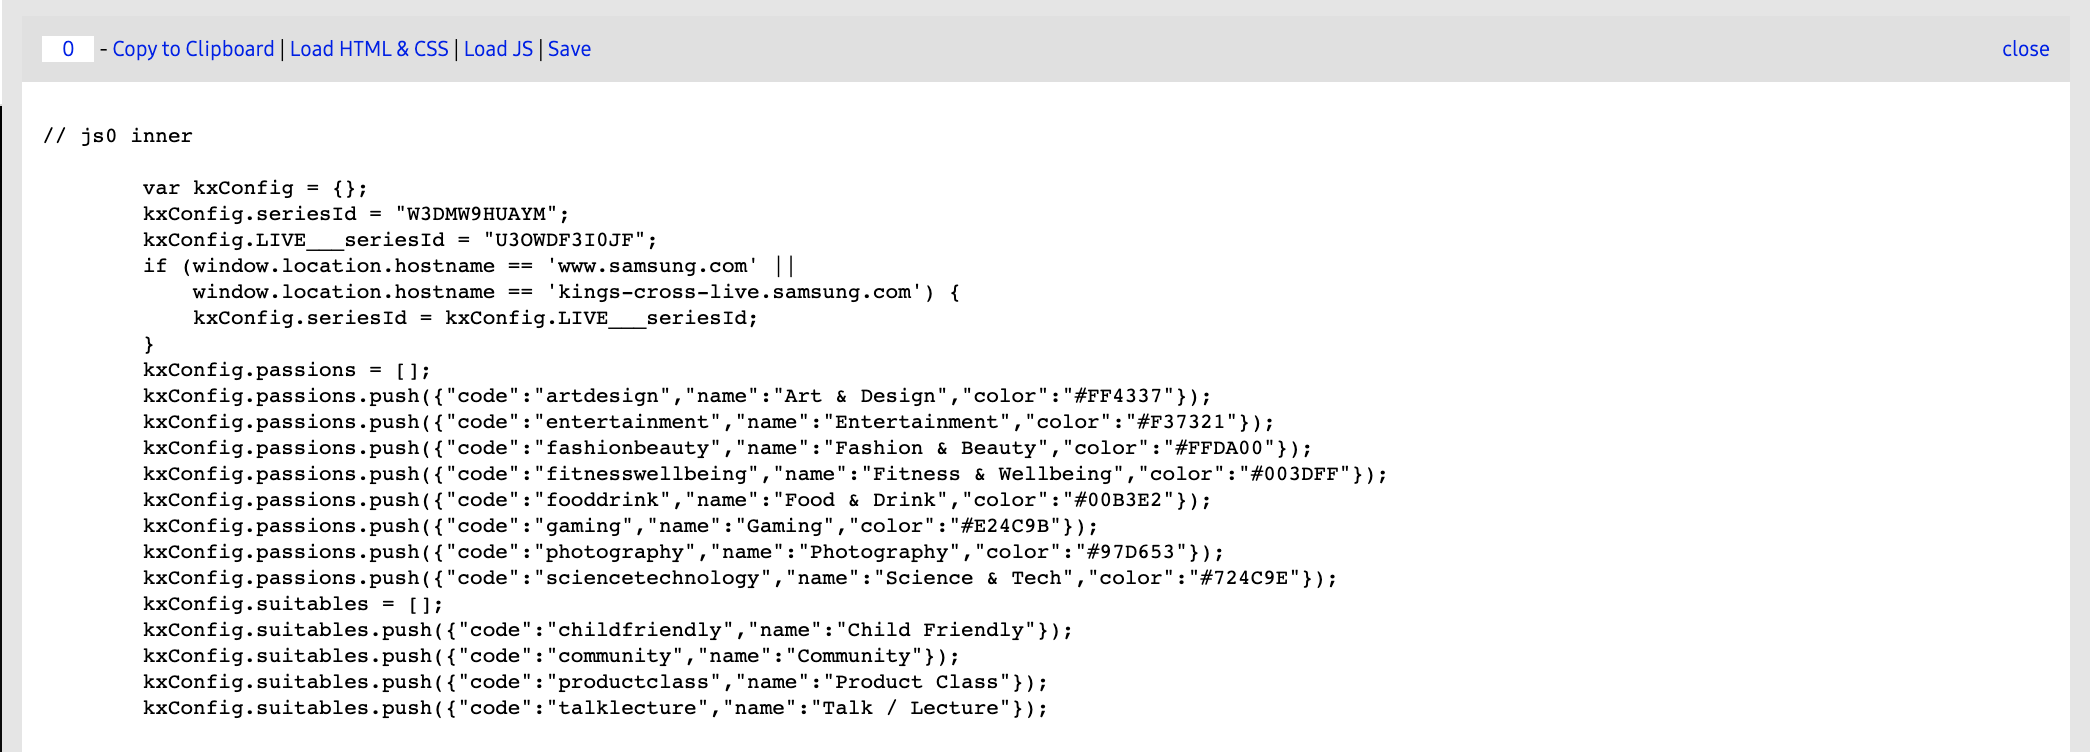 0 - Copy to Clipboard | Load HTML & CSS | Load JS | Save close
// js0 inner
var kxConfig = {};
kxConfig.seriesId = "W3DMW9HUAYM";
kxConfig.LIVE___seriesId = "U3OWDF3I0JF";
if (window.location.hostname == 'www.samsung.com' ||
window.location.hostname == 'kings-cross-live.samsung.com') {
kxConfig.seriesId = kxConfig.LIVE___seriesId;
}
kxConfig.passions = [];
kxConfig.passions.push({"code":"artdesign","name":"Art & Design","color":"#FF4337"});
kxConfig.passions.push({"code":"entertainment","name":"Entertainment","color":"#F37321"});
kxConfig.passions.push({"code":"fashionbeauty","name":"Fashion & Beauty","color":"#FFDA00"});
kxConfig.passions.push({"code":"fitnesswellbeing","name":"Fitness & Wellbeing","color":"#003DFF"});
kxConfig.passions.push({"code":"fooddrink","name":"Food & Drink","color":"#00B3E2"});
kxConfig.passions.push({"code":"gaming","name":"Gaming","color":"#E24C9B"});
kxConfig.passions.push({"code":"photography","name":"Photography","color":"#97D653"});
kxConfig.passions.push({"code":"sciencetechnology","name":"Science & Tech","color":"#724C9E"});
kxConfig.suitables = [];
kxConfig.suitables.push({"code":"childfriendly","name":"Child Friendly"});
kxConfig.suitables.push({"code":"community","name":"Community"});
kxConfig.suitables.push({"code":"productclass","name":"Product Class"});
kxConfig.suitables.push({"code":"talklecture","name":"Talk / Lecture"});